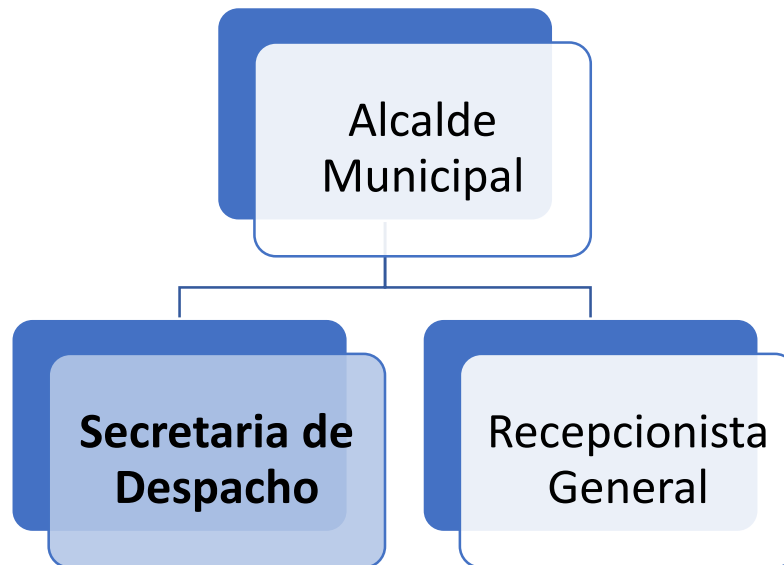 Alcalde
Municipal
Secretaria de
Despacho
Recepcionista
General